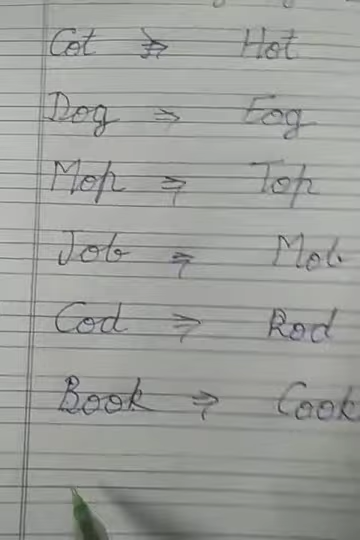 Cot ⇒ Hot
Dog ⇒ Fog
Mop ⇒ Top
Job ⇒ Mob
Cod ⇒ Rod
Book ⇒ Cook